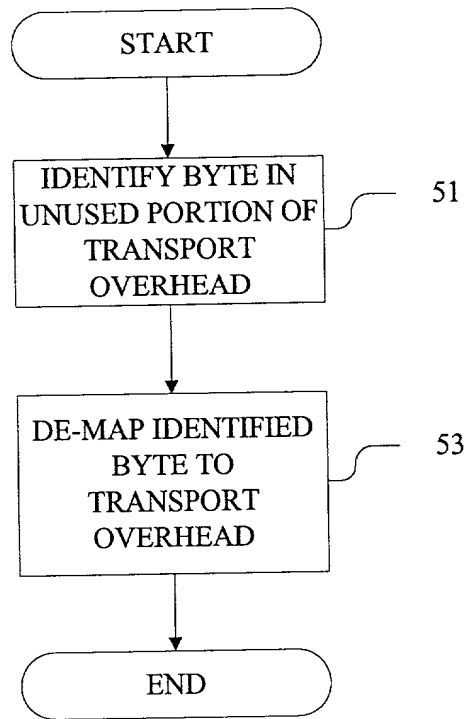 START
IDENTIFY BYTE IN
UNUSED PORTION OF
TRANSPORT
OVERHEAD
51
DE-MAP IDENTIFIED
BYTE TO
TRANSPORT
OVERHEAD
53
END